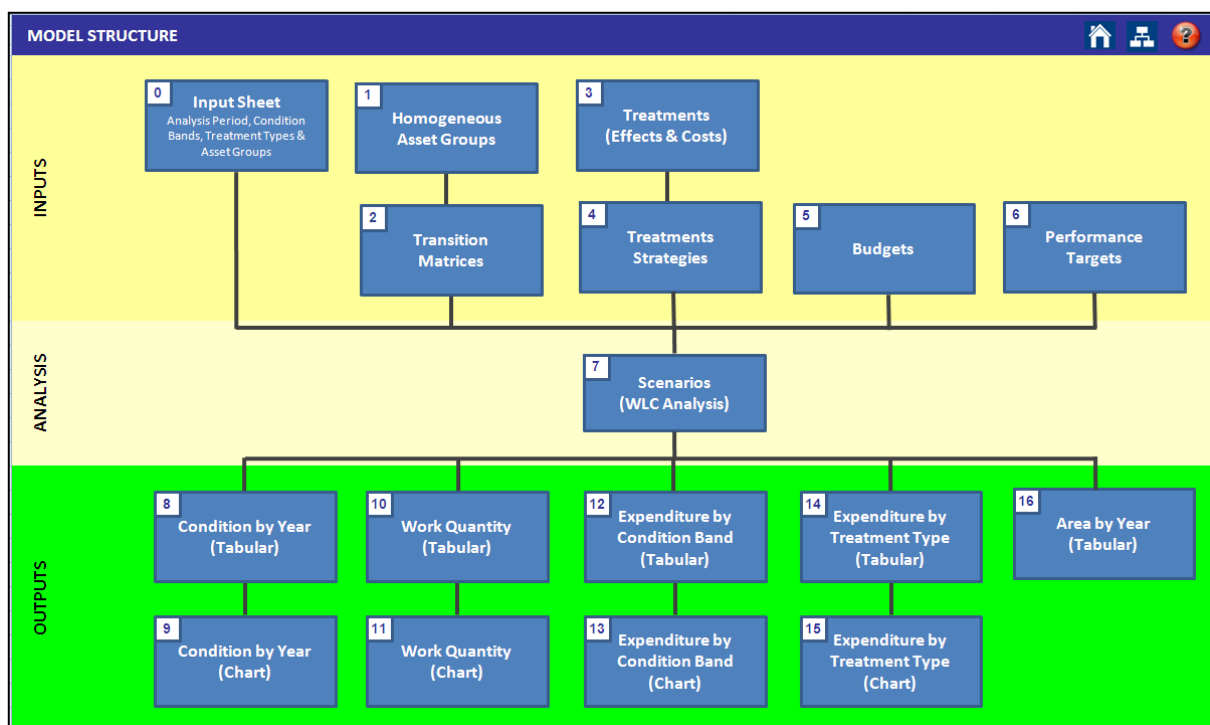 MODEL STRUCTURE
?
INPUTS
0
Input Sheet
Analysis Period, Condition
Bands, Treatment Types &
Asset Groups
1
Homogeneous
Asset Groups
3
Treatments
(Effects & Costs)
2
Transition
Matrices
4
Treatments
Strategies
5
Budgets
6
Performance
Targets
ANALYSIS
7
Scenarios
(WLC Analysis)
OUTPUTS
8
Condition by Year
(Tabular)
10
Work Quantity
(Tabular)
12
Expenditure by
Condition Band
(Tabular)
14
Expenditure by
Treatment Type
(Tabular)
16
Area by Year
(Tabular)
9
Condition by Year
(Chart)
11
Work Quantity
(Chart)
13
Expenditure by
Condition Band
(Chart)
15
Expenditure by
Treatment Type
(Chart)